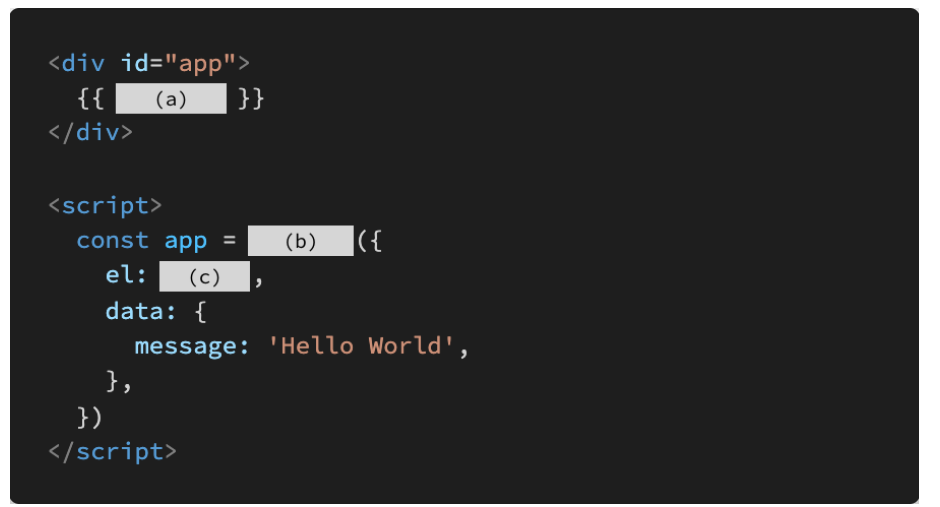 <div id="app">
{{ (a) }}
</div>
<script>
const app = (b) ({
el: (c) ,
data: {
message: 'Hello World',
},
})
</script>